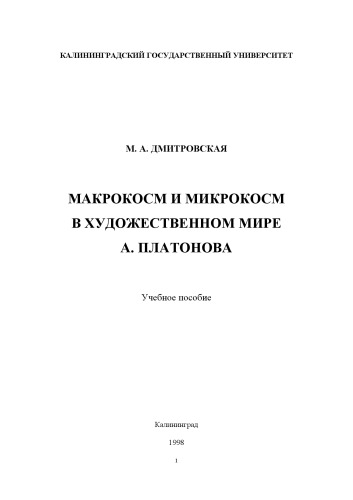 КАЛИНИНГРАДСКИЙ ГОСУДАРСТВЕННЫЙ УНИВЕРСИТЕТ
М. А. ДМИТРОВСКАЯ
МАКРОКОСМ И МИКРОКОСМ
В ХУДОЖЕСТВЕННОМ МИРЕ
А. ПЛАТОНОВА
Учебное пособие
Калининград
1998
1